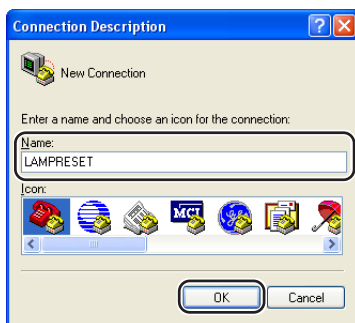 Connection Description
New Connection
Enter a name and choose an icon for the connection:
Name:
LAMPRESET
Icon:
MCI
OK
Cancel